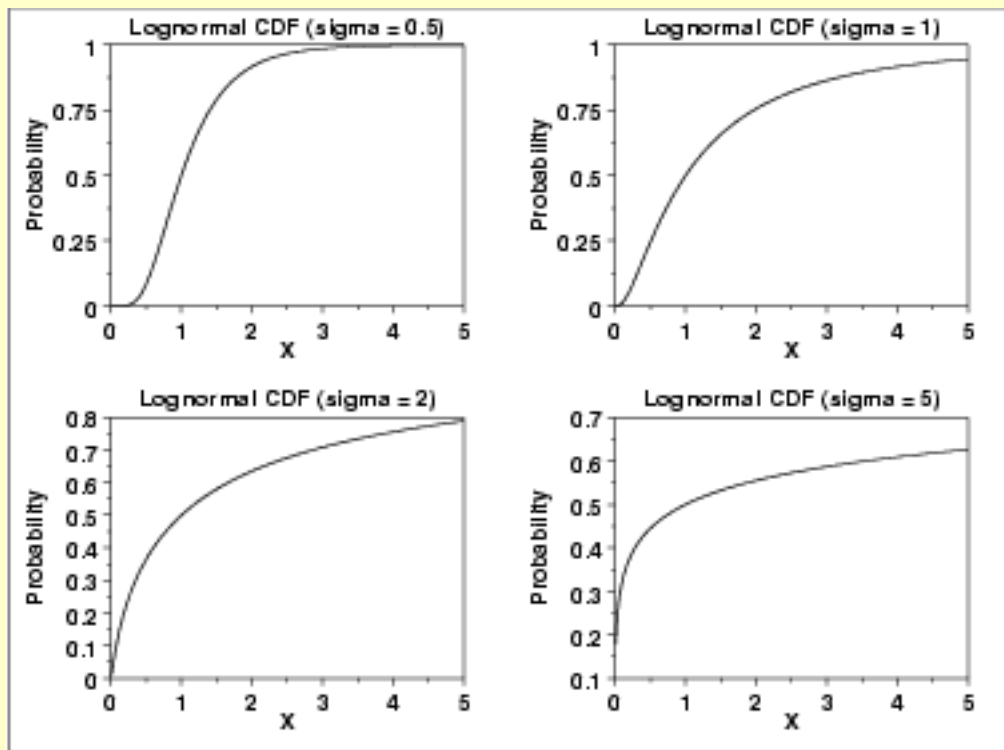 Lognormal CDF (sigma = 0.5)
1
0.75
0.5
0.25
0
Probability
0 1 2 3 4 5
X
Lognormal CDF (sigma = 1)
1
0.75
0.5
0.25
0
Probability
0 1 2 3 4 5
X
Lognormal CDF (sigma = 2)
0.8
0.7
0.6
0.5
0.4
0.3
0.2
0.1
0
Probability
0 1 2 3 4 5
X
Lognormal CDF (sigma = 5)
0.7
0.6
0.5
0.4
0.3
0.2
0.1
Probability
0 1 2 3 4 5
X